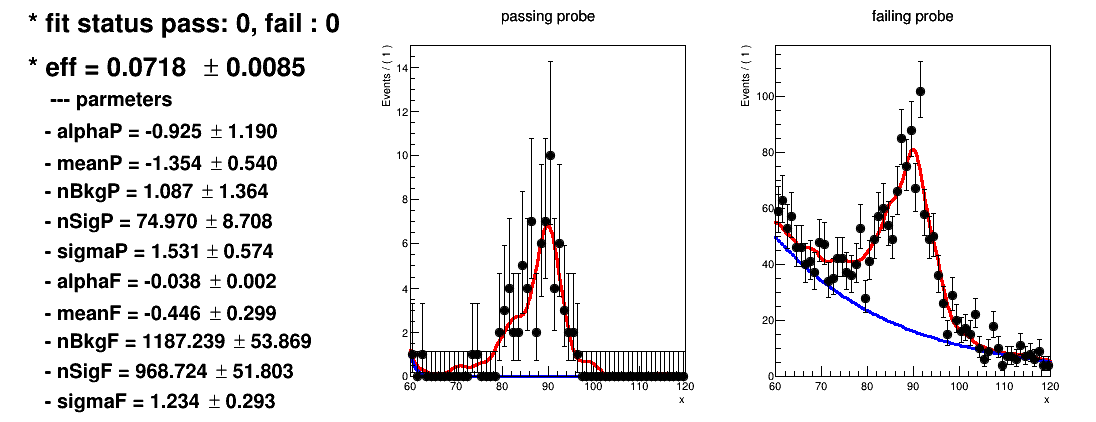 * fit status pass: 0, fail : 0
* eff = 0.0718 ± 0.0085
--- parmeters
- alphaP = -0.925 ± 1.190
- meanP = -1.354 ± 0.540
- nBkgP = 1.087 ± 1.364
- nSigP = 74.970 ± 8.708
- sigmaP = 1.531 ± 0.574
- alphaF = -0.038 ± 0.002
- meanF = -0.446 ± 0.299
- nBkgF = 1187.239 ± 53.869
- nSigF = 968.724 ± 51.803
- sigmaF = 1.234 ± 0.293
passing probe
Events / ( 1 )
14
12
10
8
6
4
2
0
60 70 80 90 100 110 120
x
failing probe
Events / ( 1 )
100
80
60
40
20
0
60 70 80 90 100 110 120
x